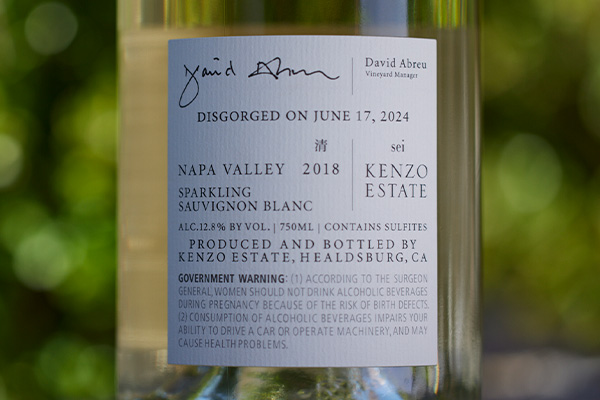 David Abreu
David Abreu
Vineyard Manager
DISGORGED ON JUNE 17, 2024
清
sei
NAPA VALLEY 2018
KENZO
ESTATE
SPARKLING
SAUVIGNON BLANC
ALC.12.8% BY VOL. | 750ML | CONTAINS SULFITES
PRODUCED AND BOTTLED BY
KENZO ESTATE, HEALDSBURG, CA
GOVERNMENT WARNING: (1) ACCORDING TO THE SURGEON
GENERAL, WOMEN SHOULD NOT DRINK ALCOHOLIC BEVERAGES
DURING PREGNANCY BECAUSE OF THE RISK OF BIRTH DEFECTS.
(2) CONSUMPTION OF ALCOHOLIC BEVERAGES IMPAIRS YOUR
ABILITY TO DRIVE A CAR OR OPERATE MACHINERY, AND MAY
CAUSE HEALTH PROBLEMS.